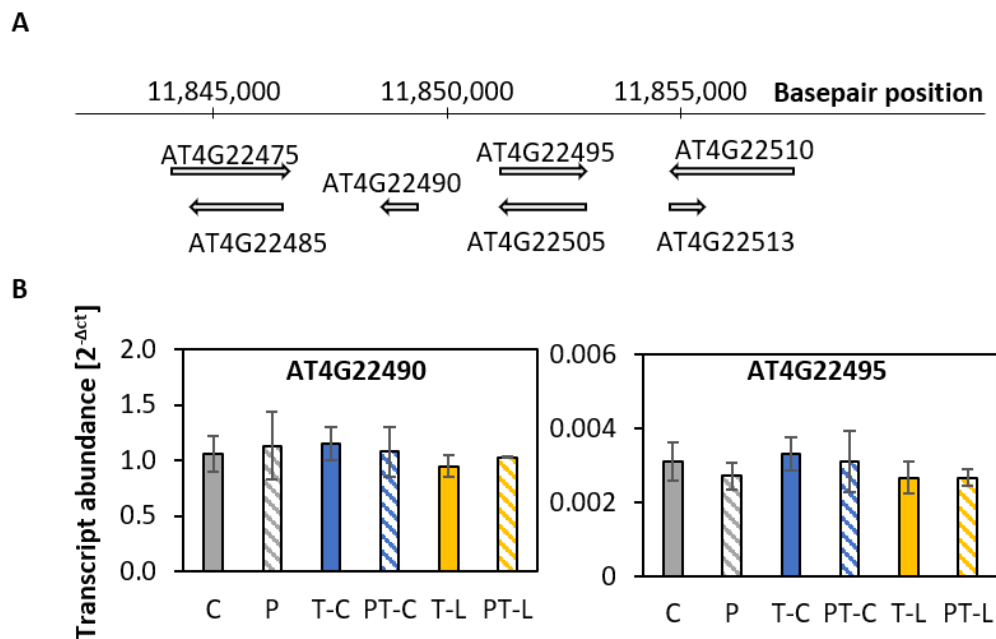 A
11,845,000 11,850,000 11,855,000 Basepair position
AT4G22475 AT4G22495 AT4G22510
AT4G22490
AT4G22485 AT4G22505 AT4G22513
B
Transcript abundance [2-Δct]
2.0
1.5
1.0
0.5
0.0
AT4G22490
C P T-C PT-C T-L PT-L
0.006
0.004
0.002
0
AT4G22495
C P T-C PT-C T-L PT-L